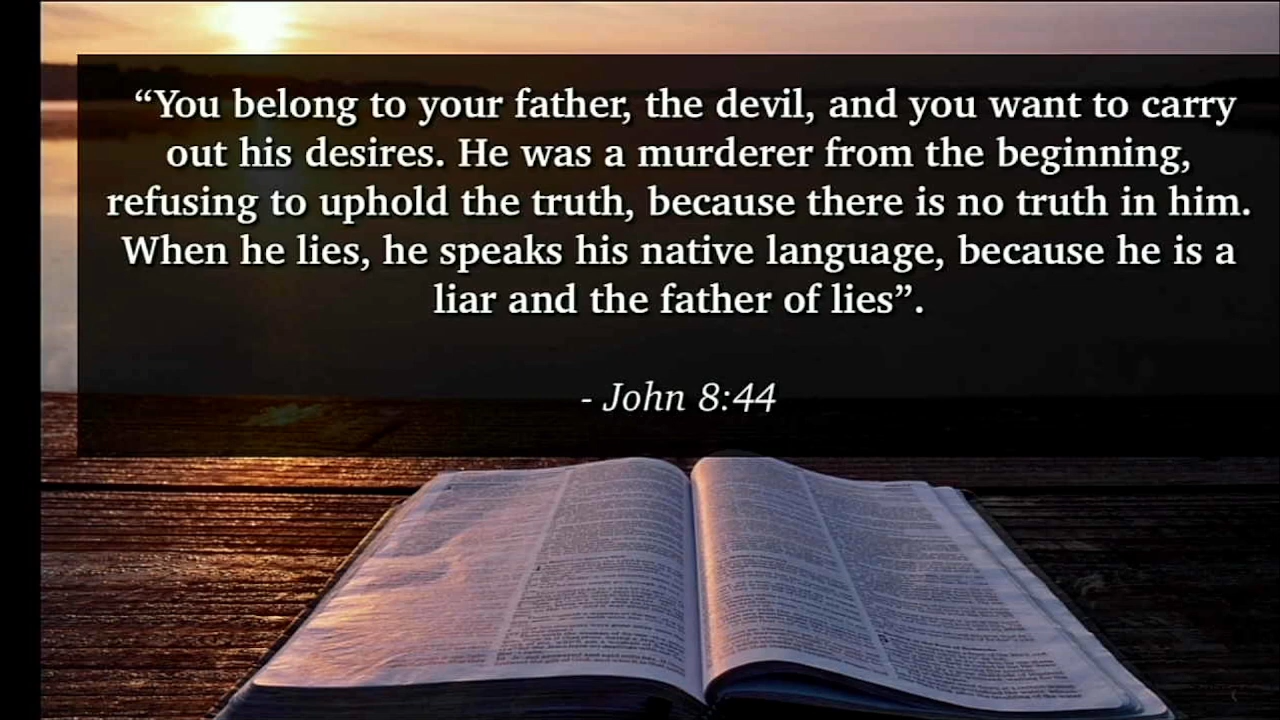 “You belong to your father, the devil, and you want to carry
out his desires. He was a murderer from the beginning,
refusing to uphold the truth, because there is no truth in him.
When he lies, he speaks his native language, because he is a
liar and the father of lies”.
- John 8:44